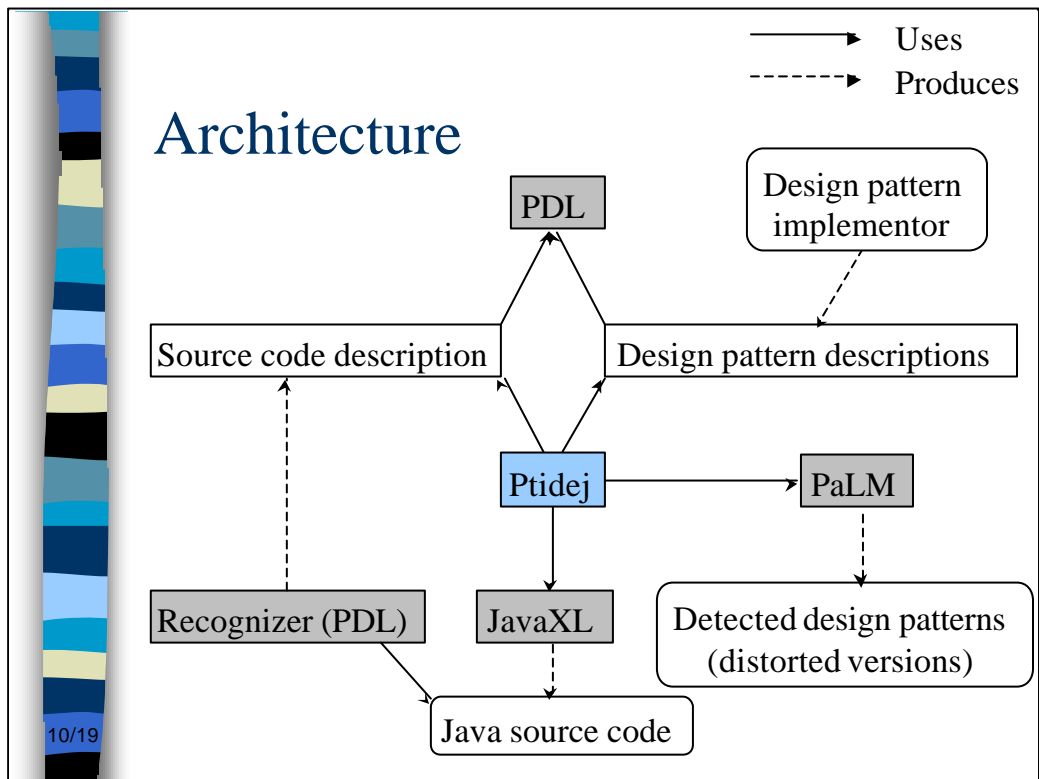 Uses
Produces
Architecture
PDL
Design pattern
implementor
Source code description
Design pattern descriptions
Ptidej
PaLM
Recognizer (PDL)
JavaXL
Detected design patterns
(distorted versions)
Java source code
10/19